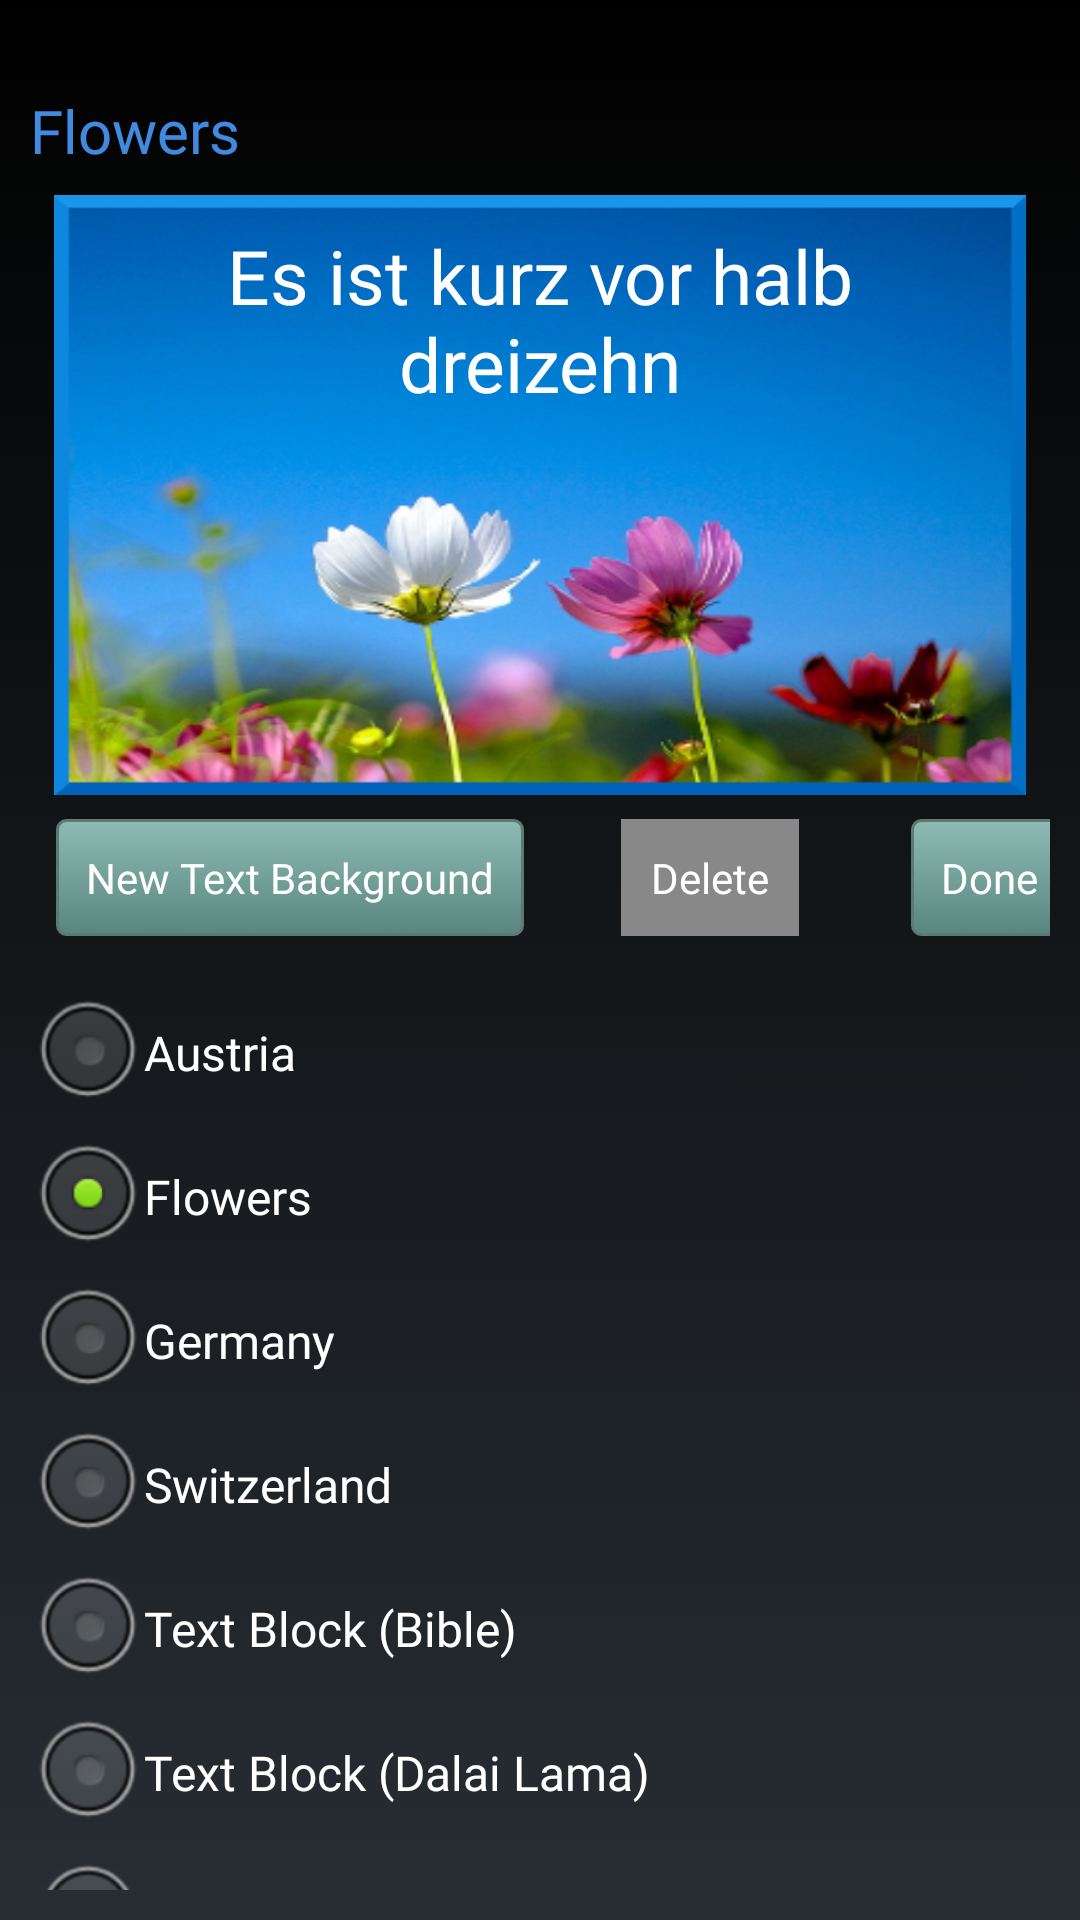 Flowers
Es ist kurz vor halb
dreizehn
New Text Background
Delete
Done
Austria
Flowers
Germany
Switzerland
Text Block (Bible)
Text Block (Dalai Lama)